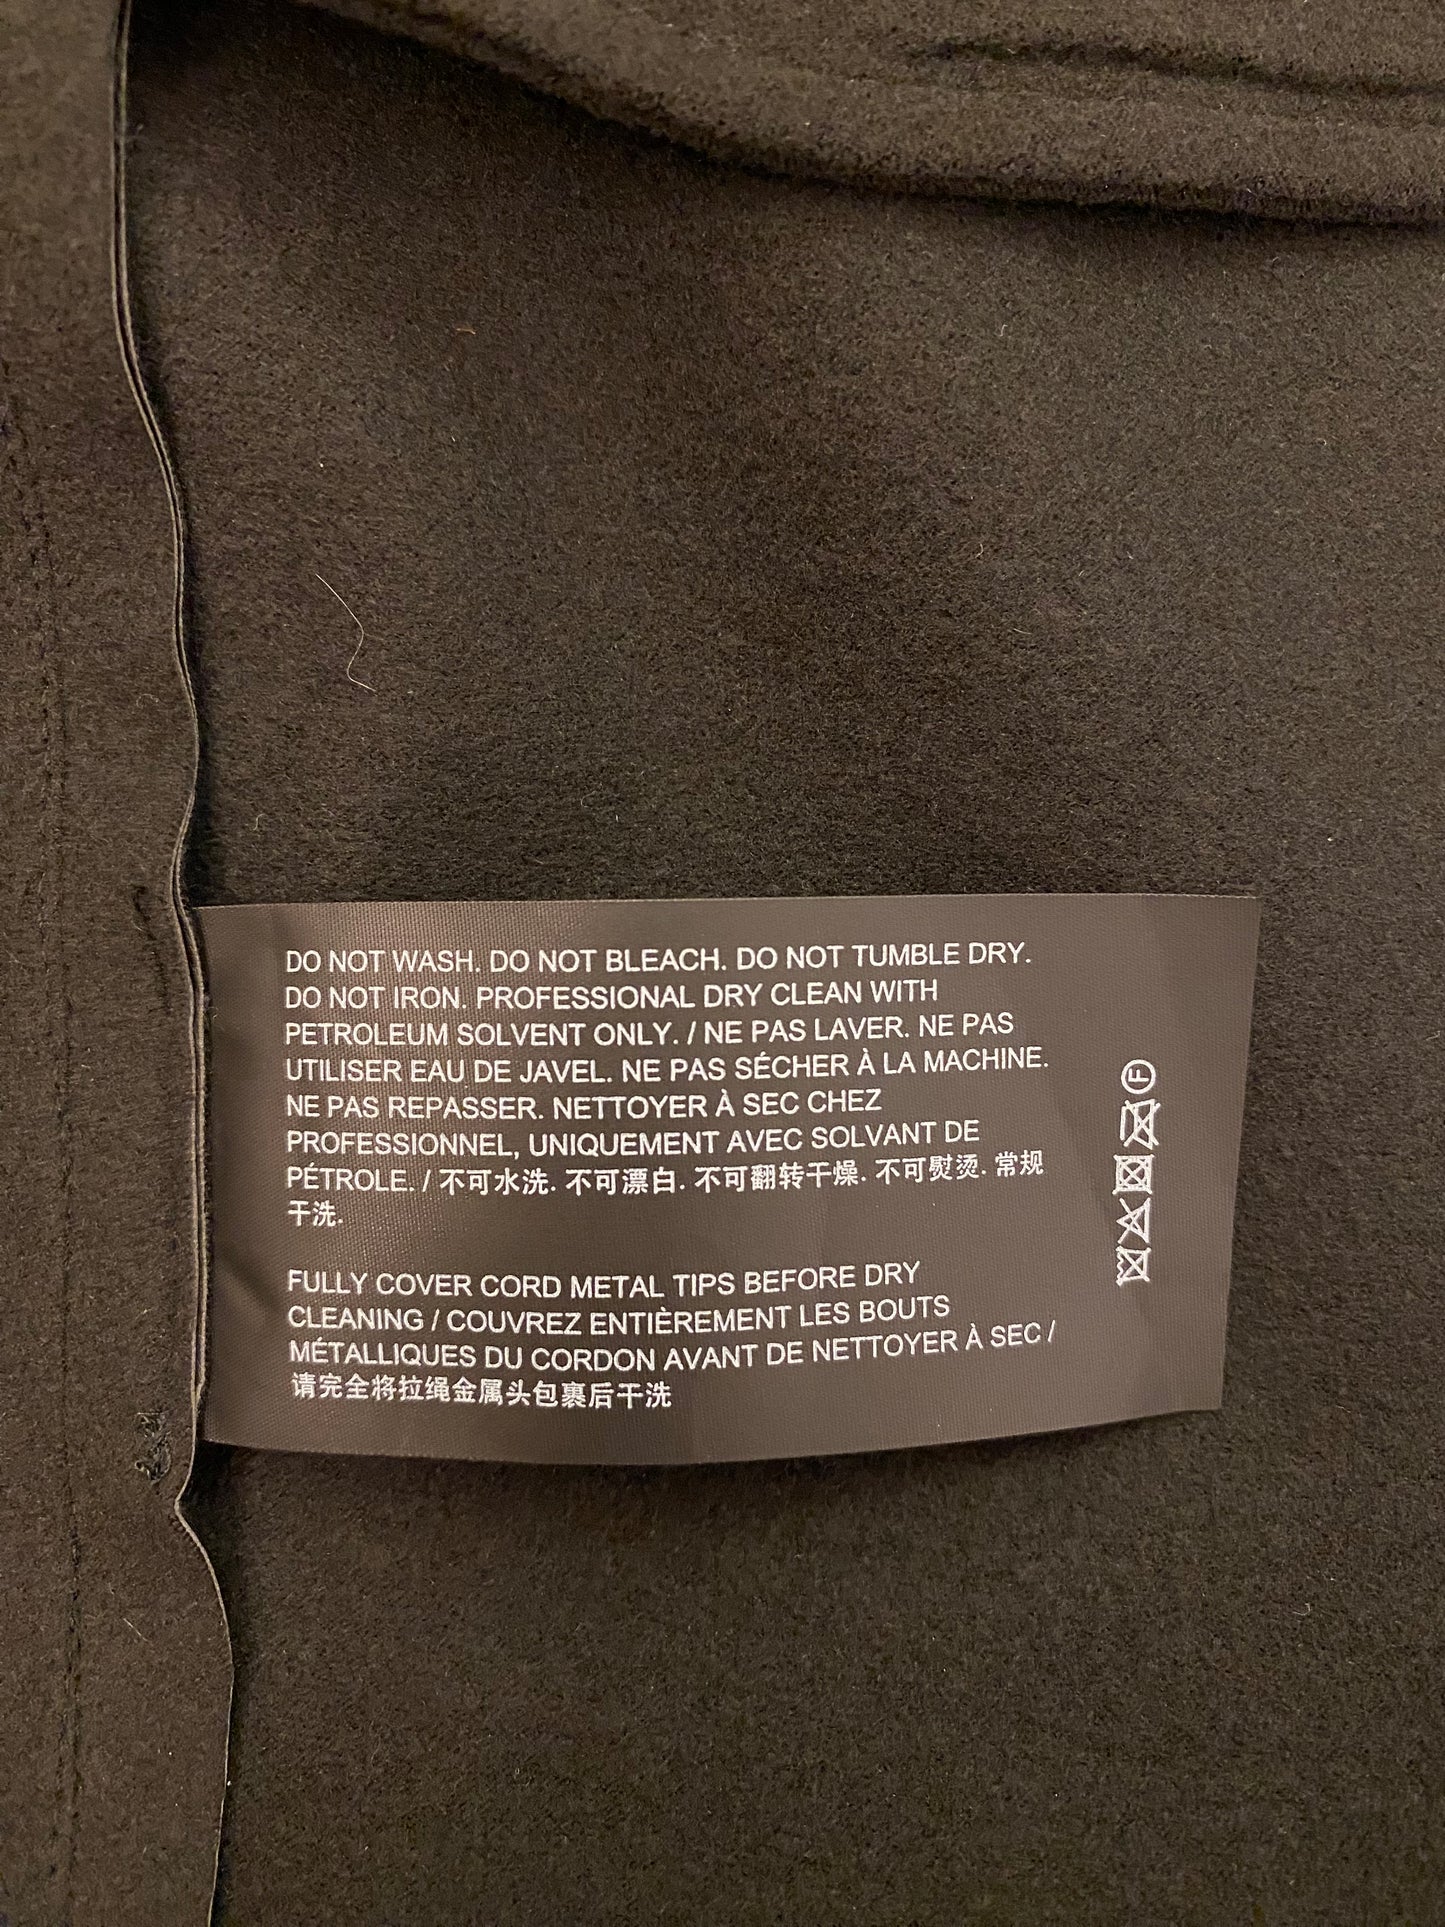 DO NOT WASH. DO NOT BLEACH. DO NOT TUMBLE DRY.
DO NOT IRON. PROFESSIONAL DRY CLEAN WITH
PETROLEUM SOLVENT ONLY. / NE PAS LAVER. NE PAS
UTILISER EAU DE JAVEL. NE PAS SÉCHER À LA MACHINE.
NE PAS REPASSER. NETTOYER À SEC CHEZ
PROFESSIONNEL, UNIQUEMENT AVEC SOLVANT DE
PÉTROLE. / 不可水洗. 不可漂白. 不可翻转干燥. 不可熨烫. 常规
干洗.
FULLY COVER CORD METAL TIPS BEFORE DRY
CLEANING / COUVREZ ENTIÈREMENT LES BOUTS
MÉTALLIQUES DU CORDON AVANT DE NETTOYER À SEC /
请完全将拉绳金属头包裹后干洗
F